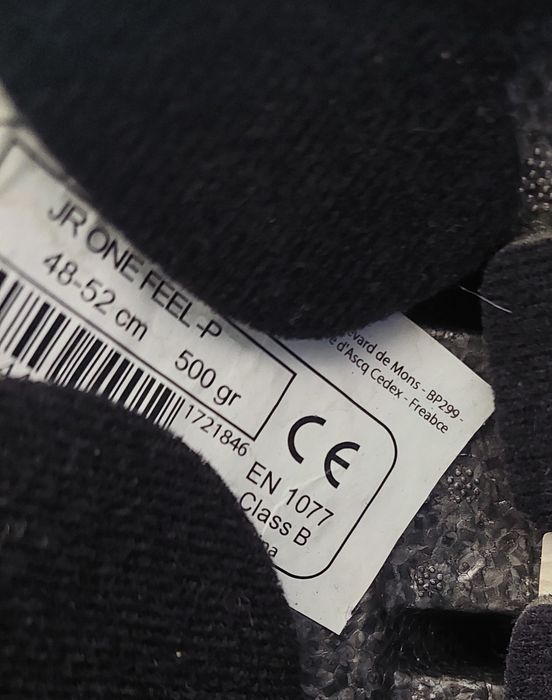 JR ONE FEEL-P
48-52 cm
500 gr
1721846
CE
EN 1077
Class B
evard de Mons - BP299 -
d'Ascq Cedex - Freabce